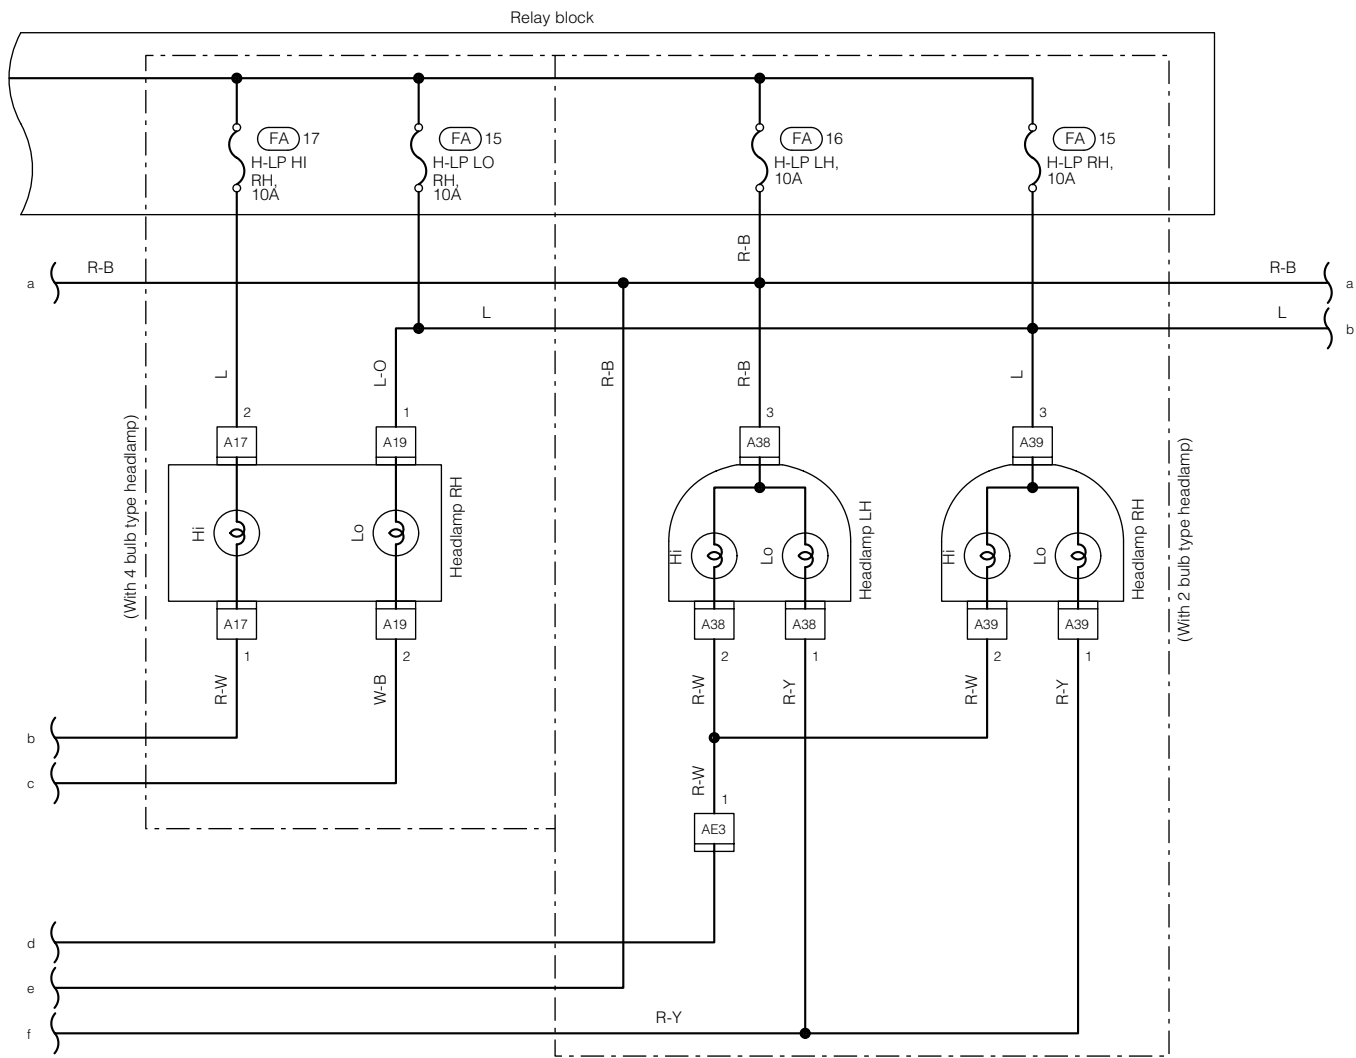 Relay block
FA 17
H-LP HI
RH,
10A
FA 15
H-LP LO
RH,
10A
FA 16
H-LP LH,
10A
FA 15
H-LP RH,
10A
R-B
a
R-B
R-B
a
L
L
b
L
L-O
R-B
R-B
L
2
1
3
3
A17
A19
A38
A39
(With 4 bulb type headlamp)
Hi
Lo
Headlamp RH
Hi
Lo
Headlamp LH
Hi
Lo
Headlamp RH
(With 2 bulb type headlamp)
A17
A19
A38
A38
A39
A39
1
2
2
1
2
1
R-W
W-B
R-W
R-Y
R-W
R-Y
b
c
R-W
1
AE3
d
e
f
R-Y